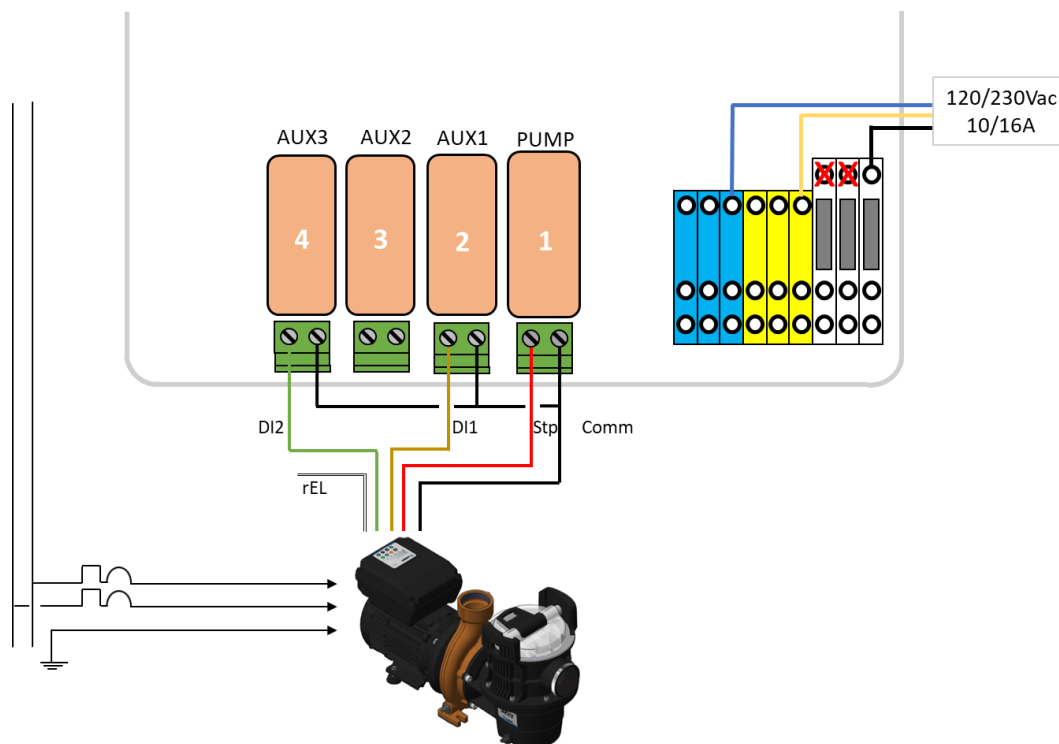 120/230Vac
10/16A
AUX3 AUX2 AUX1 PUMP
4 3 2 1
DI2 DI1 Stp Comm
rEL